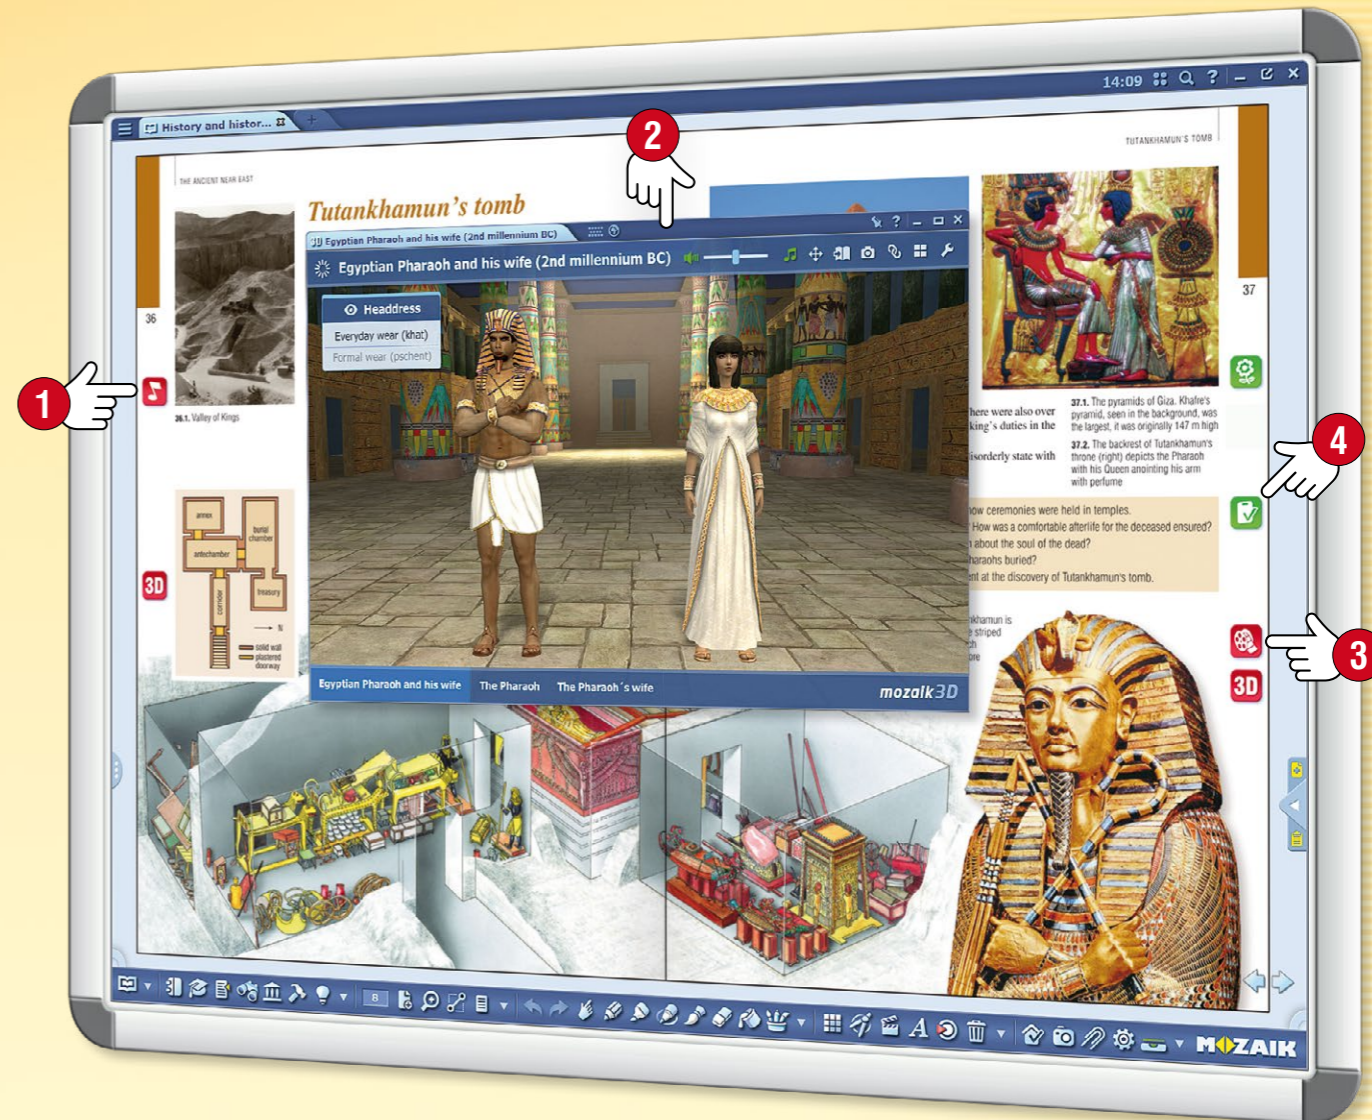 14:09
?
History and histor...
THE ANCIENT NEAR EAST
TUTANKHAMUN'S TOMB
Tutankhamun's tomb
2
3D Egyptian Pharaoh and his wife (2nd millennium BC)
?
Egyptian Pharaoh and his wife (2nd millennium BC)
Headdress
Everyday wear (khat)
Formal wear (pschent)
36
37
1
36.1. Valley of Kings
here were also over
king's duties in the
isorderly state with
37.1. The pyramids of Giza. Khafre's
pyramid, seen in the background, was
the largest, it was originally 147 m high
37.2. The backrest of Tutankhamun's
throne (right) depicts the Pharaoh
with his Queen anointing his arm
with perfume
4
ow ceremonies were held in temples.
How was a comfortable afterlife for the deceased ensured?
about the soul of the dead?
haraohs buried?
nt at the discovery of Tutankhamun's tomb.
annex
burial
chamber
antechamber
corridor
treasury
N
solid wall
plastered
doorway
3D
khamun is
e striped
ch
ore
3
3D
Egyptian Pharaoh and his wife
The Pharaoh
The Pharaoh´s wife
mozaik3D
8
A
MOZAIK